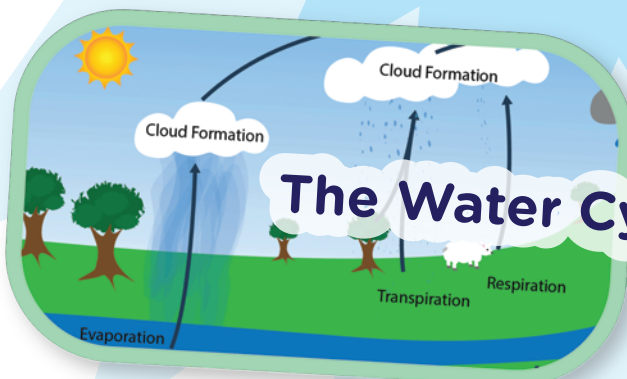 Cloud Formation
Cloud Formation
The Water Cy
Respiration
Transpiration
Evaporation